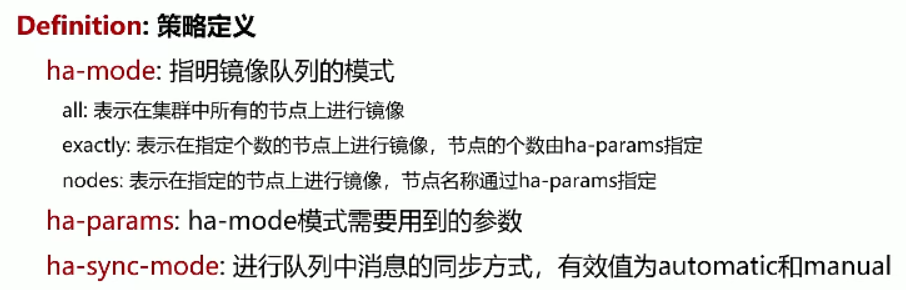 Definition: 策略定义
ha-mode: 指明镜像队列的模式
all: 表示在集群中所有的节点上进行镜像
exactly: 表示在指定个数的节点上进行镜像，节点的个数由ha-params指定
nodes: 表示在指定的节点上进行镜像，节点名称通过ha-params指定
ha-params: ha-mode模式需要用到的参数
ha-sync-mode: 进行队列中消息的同步方式，有效值为automatic和manual